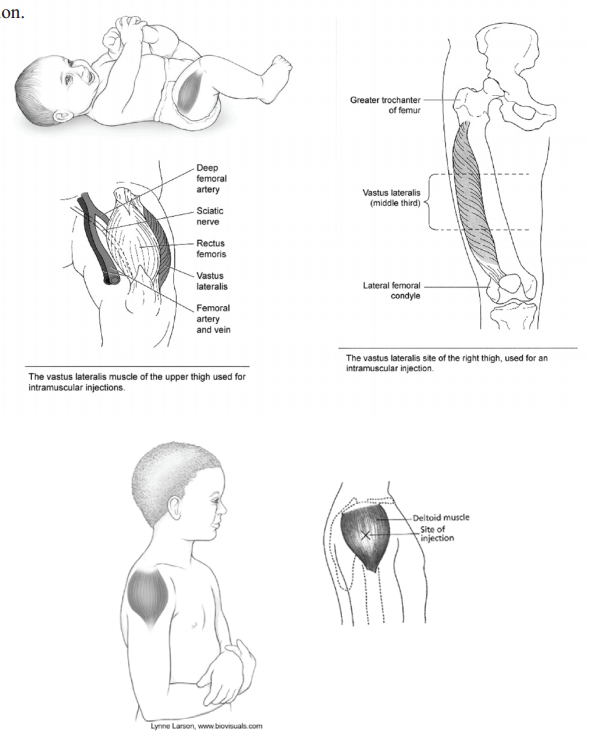 on.
Deep
femoral
artery
Sciatic
nerve
Rectus
femoris
Vastus
lateralis
Femoral
artery
and vein
The vastus lateralis muscle of the upper thigh used for
intramuscular injections.
Greater trochanter
of femur
Vastus lateralis
(middle third)
Lateral femoral
condyle
The vastus lateralis site of the right thigh, used for an
intramuscular injection.
Deltoid muscle
Site of
injection
X
Lynne Larson, www.biovisuals.com